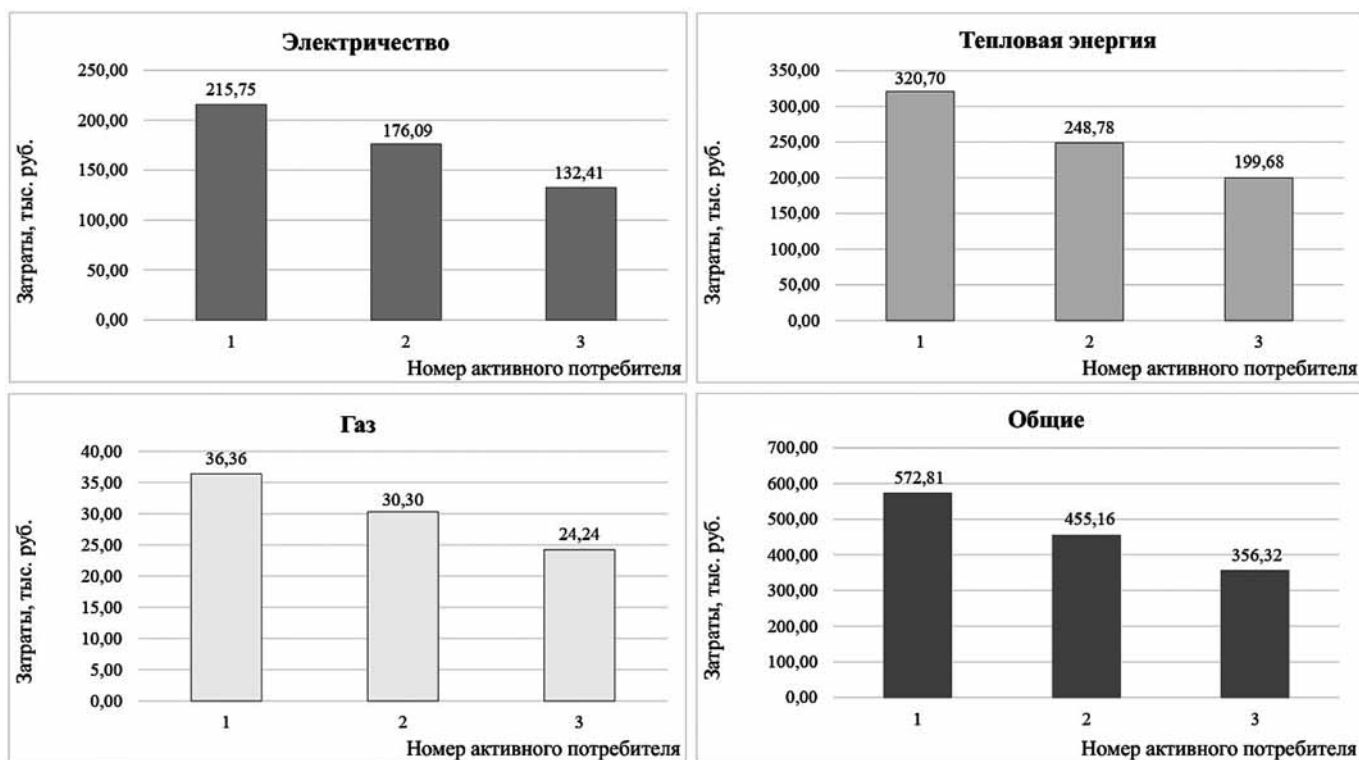 Электричество
Затраты, тыс. руб.
250,00
200,00
150,00
100,00
50,00
0,00
215,75
176,09
132,41
1 2 3
Номер активного потребителя
Тепловая энергия
Затраты, тыс. руб.
350,00
300,00
250,00
200,00
150,00
100,00
50,00
0,00
320,70
248,78
199,68
1 2 3
Номер активного потребителя
Газ
Затраты, тыс. руб.
40,00
35,00
30,00
25,00
20,00
15,00
10,00
5,00
0,00
36,36
30,30
24,24
1 2 3
Номер активного потребителя
Общие
Затраты, тыс. руб.
700,00
600,00
500,00
400,00
300,00
200,00
100,00
0,00
572,81
455,16
356,32
1 2 3
Номер активного потребителя